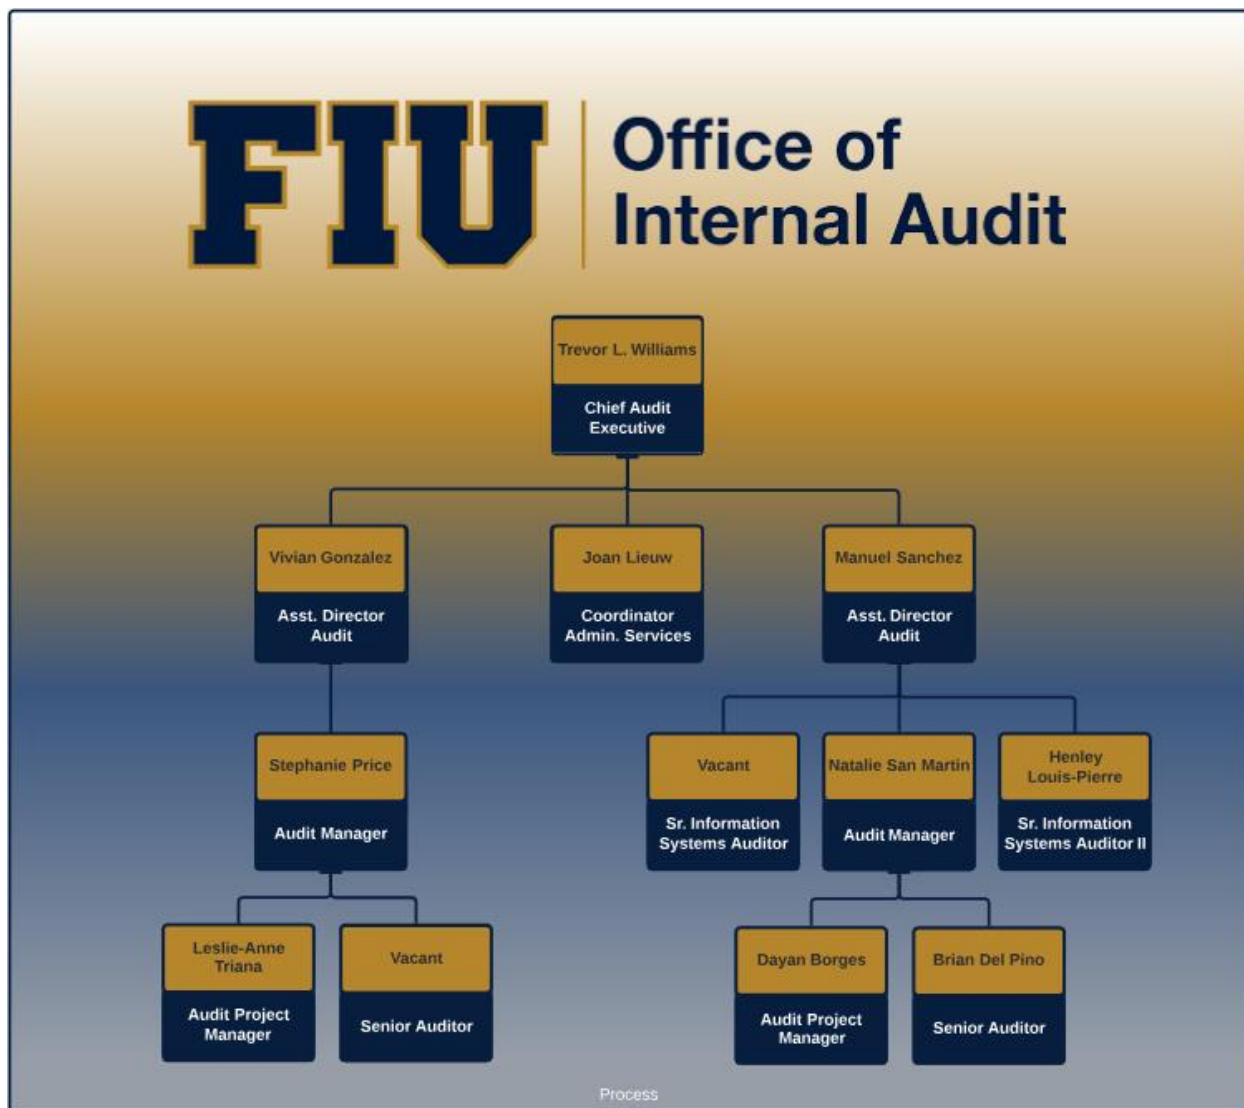 FIU
Office of
Internal Audit
Trevor L. Williams
Chief Audit
Executive
Vivian Gonzalez
Asst. Director
Audit
Joan Lieuw
Coordinator
Admin. Services
Manuel Sanchez
Asst. Director
Audit
Stephanie Price
Audit Manager
Vacant
Sr. Information
Systems Auditor
Natalie San Martin
Audit Manager
Henley
Louis-Pierre
Sr. Information
Systems Auditor II
Leslie-Anne
Triana
Audit Project
Manager
Vacant
Senior Auditor
Dayan Borges
Audit Project
Manager
Brian Del Pino
Senior Auditor
Process